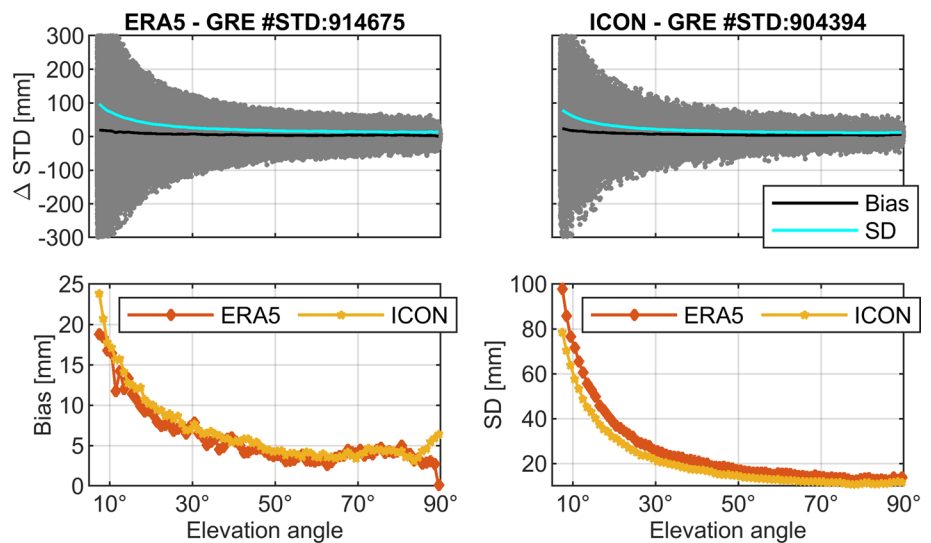 ERA5 - GRE #STD:914675
ICON - GRE #STD:904394
Δ STD [mm]
300
200
100
0
-100
-200
-300
Bias
SD
Bias [mm]
25
20
15
10
5
0
ERA5
ICON
10°
30°
50°
70°
90°
Elevation angle
SD [mm]
100
80
60
40
20
ERA5
ICON
10°
30°
50°
70°
90°
Elevation angle